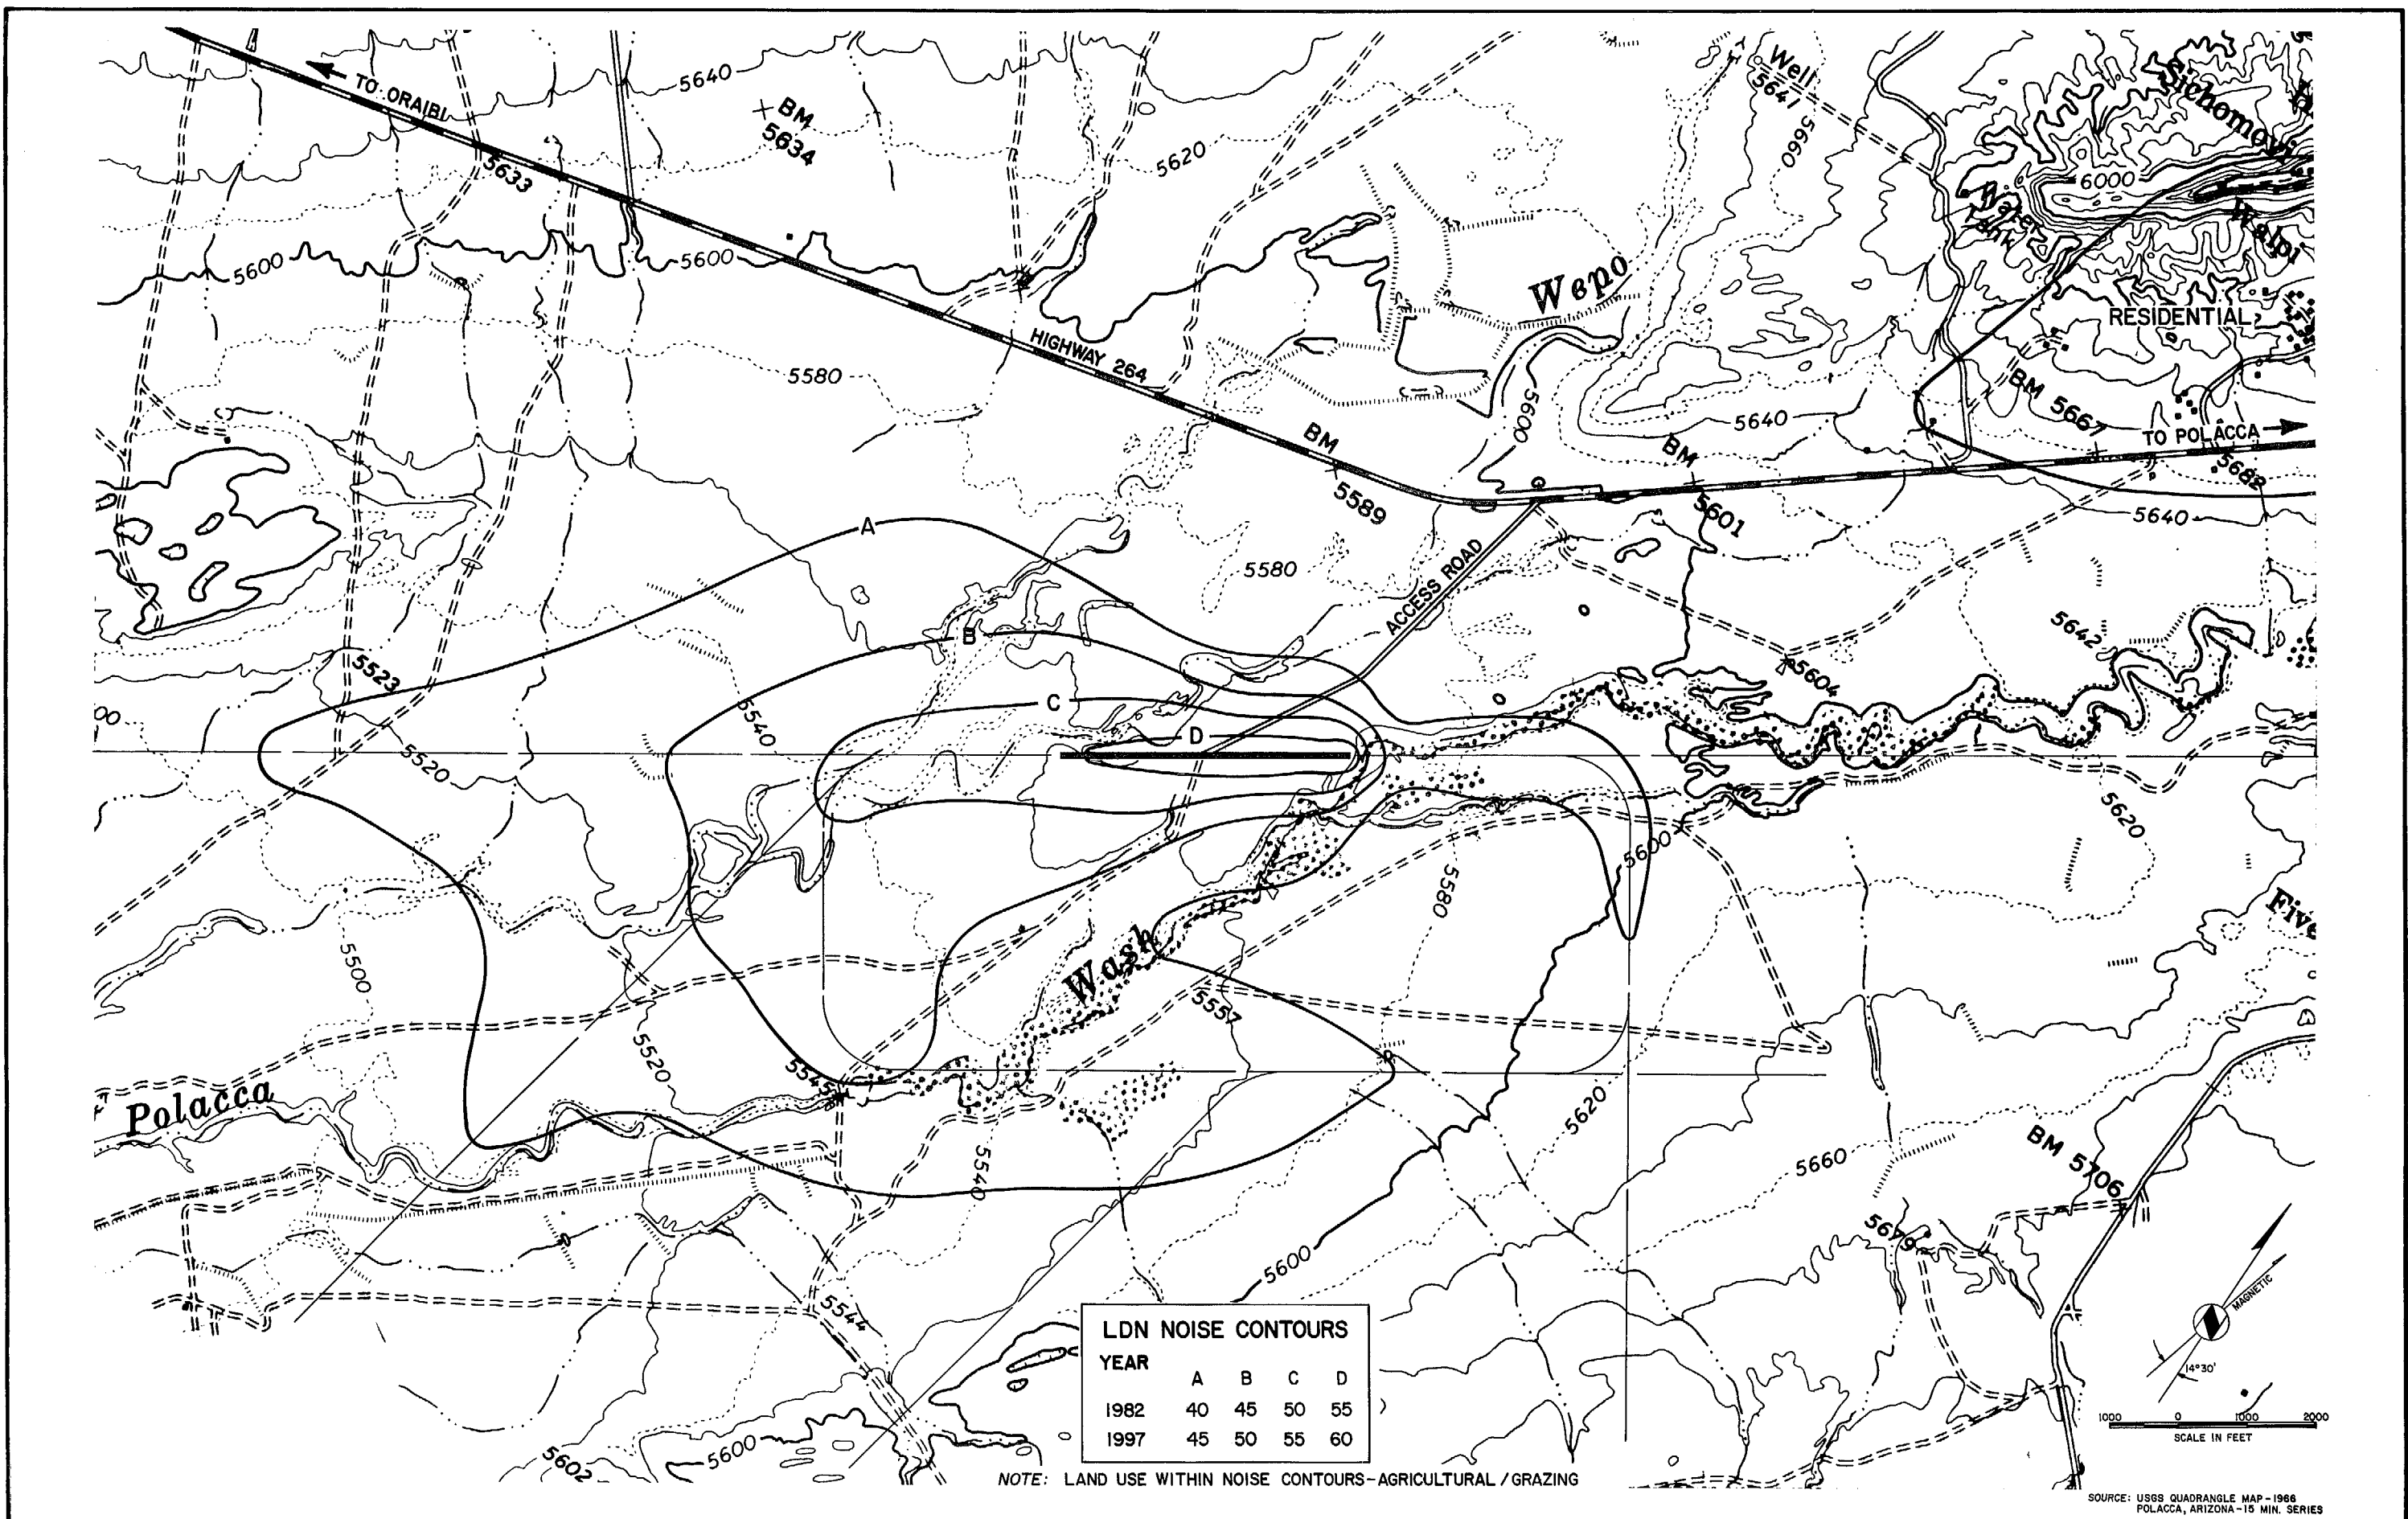 TO ORAIBI
5640
BM
5634
5633
5620
Well
5641
5660
Sichomovi
6000
Water
Tank
Walpi
5600
5600
Wepo
RESIDENTIAL
HIGHWAY 264
5580
5600
BM 5667
5640
TO POLACCA
5682
BM
5589
BM
5601
5640
A
5580
ACCESS ROAD
B
5642
5523
5604
C
5540
D
5520
5620
5600
5580
Five
Wash
5500
5557
5520
5545
Polacca
5620
5540
5660
BM 5706
5679
5600
MAGNETIC
14°30'
5544
LDN NOISE CONTOURS
YEAR
A B C D
1982 40 45 50 55
1997 45 50 55 60
5602
5600
1000 0 1000 2000
SCALE IN FEET
NOTE: LAND USE WITHIN NOISE CONTOURS-AGRICULTURAL / GRAZING
SOURCE: USGS QUADRANGLE MAP-1966
POLACCA, ARIZONA-15 MIN. SERIES